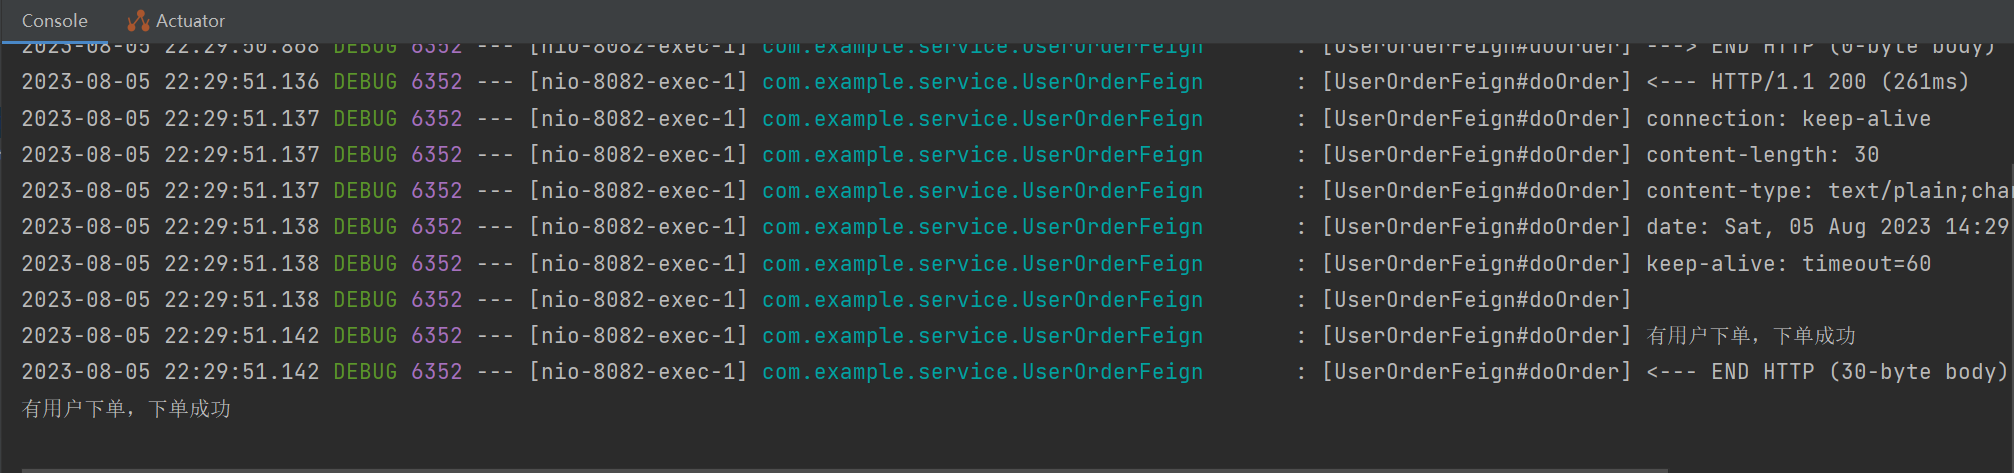 Console Actuator
2023-08-05 22:29:50.868 DEBUG 6352 --- [nio-8082-exec-1] com.example.service.UserOrderFeign : [UserOrderFeign#doOrder] ---> END HTTP (0-byte body)
2023-08-05 22:29:51.136 DEBUG 6352 --- [nio-8082-exec-1] com.example.service.UserOrderFeign : [UserOrderFeign#doOrder] <--- HTTP/1.1 200 (261ms)
2023-08-05 22:29:51.137 DEBUG 6352 --- [nio-8082-exec-1] com.example.service.UserOrderFeign : [UserOrderFeign#doOrder] connection: keep-alive
2023-08-05 22:29:51.137 DEBUG 6352 --- [nio-8082-exec-1] com.example.service.UserOrderFeign : [UserOrderFeign#doOrder] content-length: 30
2023-08-05 22:29:51.137 DEBUG 6352 --- [nio-8082-exec-1] com.example.service.UserOrderFeign : [UserOrderFeign#doOrder] content-type: text/plain;char
2023-08-05 22:29:51.138 DEBUG 6352 --- [nio-8082-exec-1] com.example.service.UserOrderFeign : [UserOrderFeign#doOrder] date: Sat, 05 Aug 2023 14:29
2023-08-05 22:29:51.138 DEBUG 6352 --- [nio-8082-exec-1] com.example.service.UserOrderFeign : [UserOrderFeign#doOrder] keep-alive: timeout=60
2023-08-05 22:29:51.138 DEBUG 6352 --- [nio-8082-exec-1] com.example.service.UserOrderFeign : [UserOrderFeign#doOrder]
2023-08-05 22:29:51.142 DEBUG 6352 --- [nio-8082-exec-1] com.example.service.UserOrderFeign : [UserOrderFeign#doOrder] 有用户下单，下单成功
2023-08-05 22:29:51.142 DEBUG 6352 --- [nio-8082-exec-1] com.example.service.UserOrderFeign : [UserOrderFeign#doOrder] <--- END HTTP (30-byte body)
有用户下单，下单成功